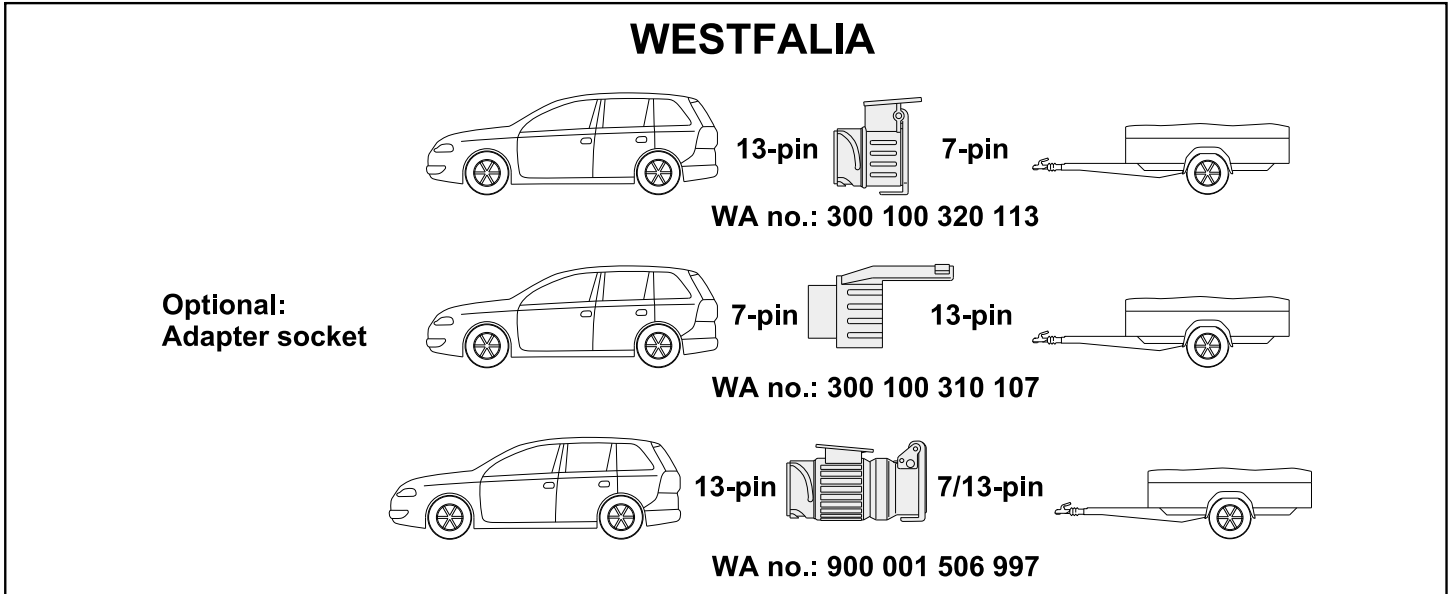 WESTFALIA
13-pin 7-pin
WA no.: 300 100 320 113
Optional:
Adapter socket
7-pin 13-pin
WA no.: 300 100 310 107
13-pin 7/13-pin
WA no.: 900 001 506 997